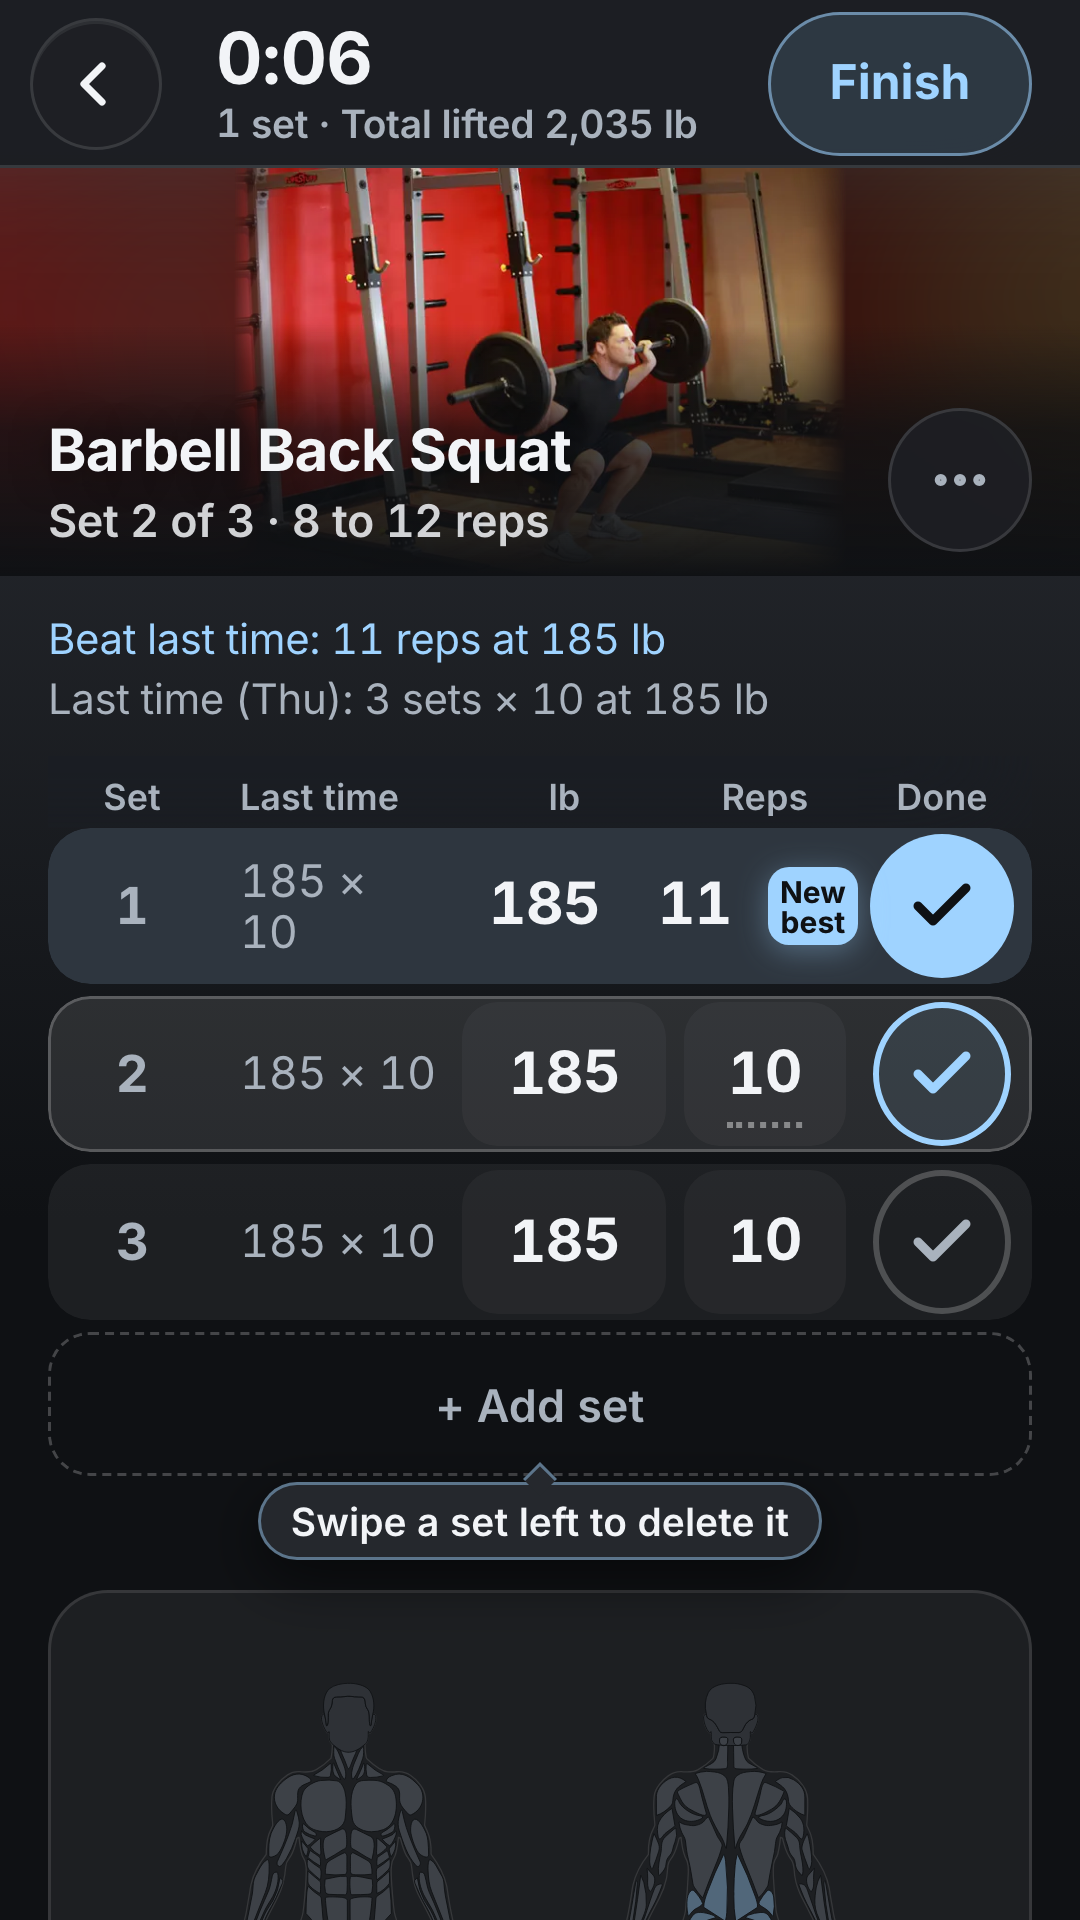 0:06
1 set · Total lifted 2,035 lb
Finish
Barbell Back Squat
Set 2 of 3 · 8 to 12 reps
Beat last time: 11 reps at 185 lb
Last time (Thu): 3 sets × 10 at 185 lb
Set Last time lb Reps Done
1 185 × 10 185 11 New best
2 185 × 10 185 10
3 185 × 10 185 10
+ Add set
Swipe a set left to delete it